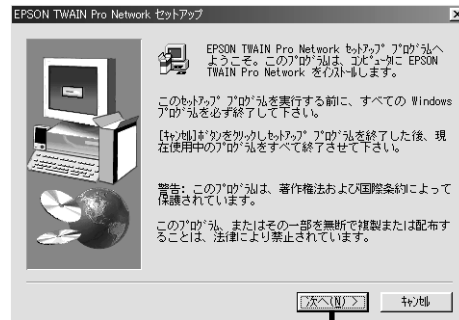 EPSON TWAIN Pro Network セットアップ
EPSON TWAIN Pro Network ｾｯﾄｱｯﾌﾟ ﾌﾟﾛｸﾞﾗﾑへ
ようこそ。このﾌﾟﾛｸﾞﾗﾑは、ｺﾝﾋﾟｭｰﾀに EPSON
TWAIN Pro Network をｲﾝｽﾄｰﾙします。
このｾｯﾄｱｯﾌﾟ ﾌﾟﾛｸﾞﾗﾑを実行する前に、すべての Windows
ﾌﾟﾛｸﾞﾗﾑを必ず終了して下さい。
[ｷｬﾝｾﾙ]ﾎﾞﾀﾝをｸﾘｯｸしｾｯﾄｱｯﾌﾟ ﾌﾟﾛｸﾞﾗﾑを終了した後、現
在使用中のﾌﾟﾛｸﾞﾗﾑをすべて終了させて下さい。
警告: このﾌﾟﾛｸﾞﾗﾑは、著作権法および国際条約によって
保護されています。
このﾌﾟﾛｸﾞﾗﾑ、またはその一部を無断で複製または配布す
ることは、法律により禁止されています。
次へ(N) >
ｷｬﾝｾﾙ